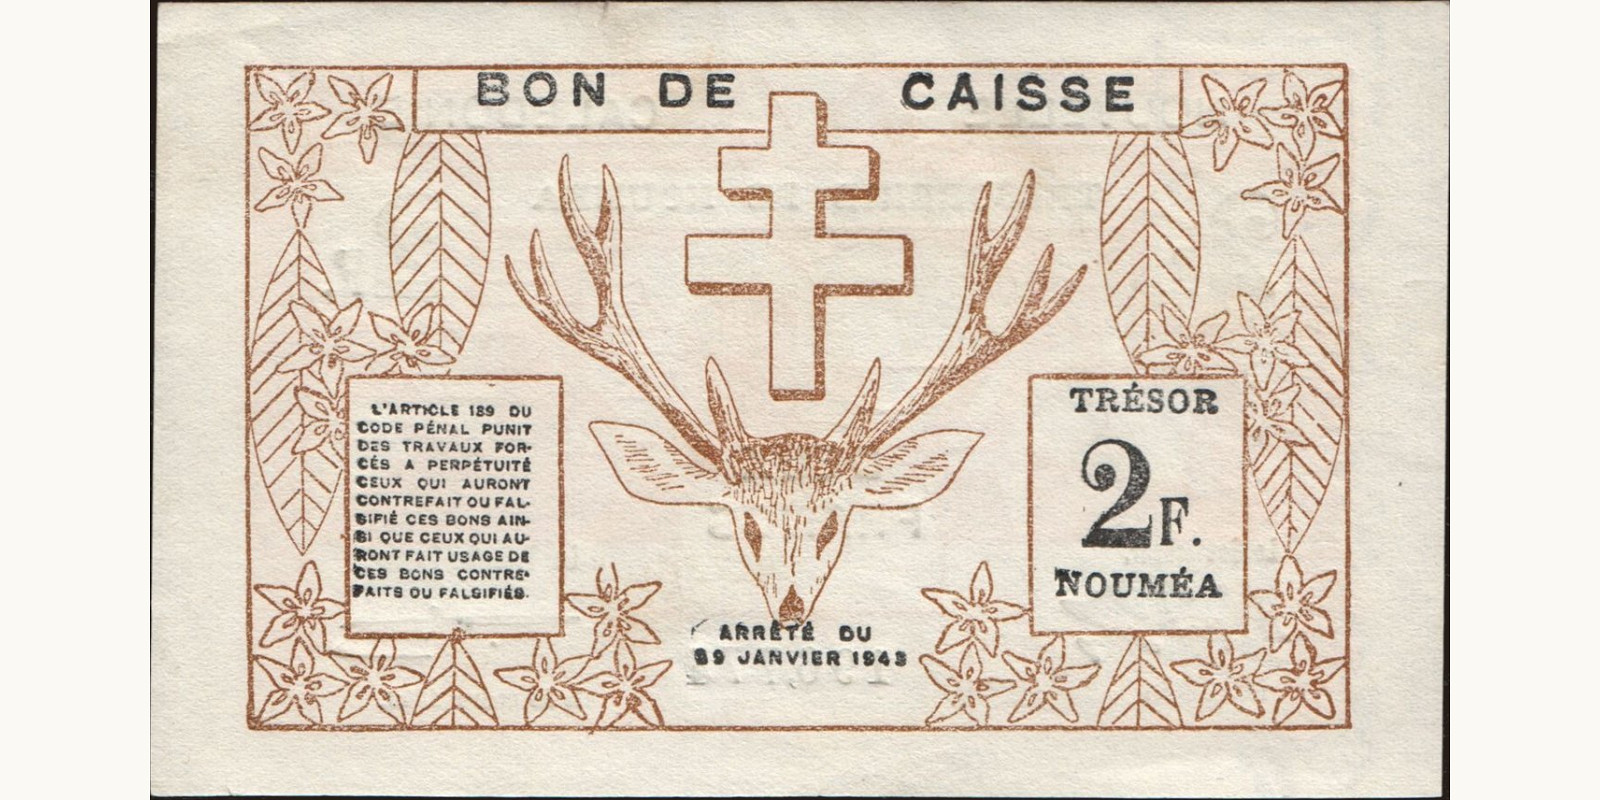 BON DE CAISSE
L'ARTICLE 139 DU
CODE PÉNAL PUNIT
DES TRAVAUX FOR-
CÉS A PERPÉTUITÉ
CEUX QUI AURONT
CONTREFAIT OU FAL-
SIFIÉ CES BONS AIN-
SI QUE CEUX QUI AU-
RONT FAIT USAGE DE
CES BONS CONTRE-
FAITS OU FALSIFIÉS.
TRÉSOR
2F.
NOUMÉA
ARRÊTÉ DU
29 JANVIER 1943